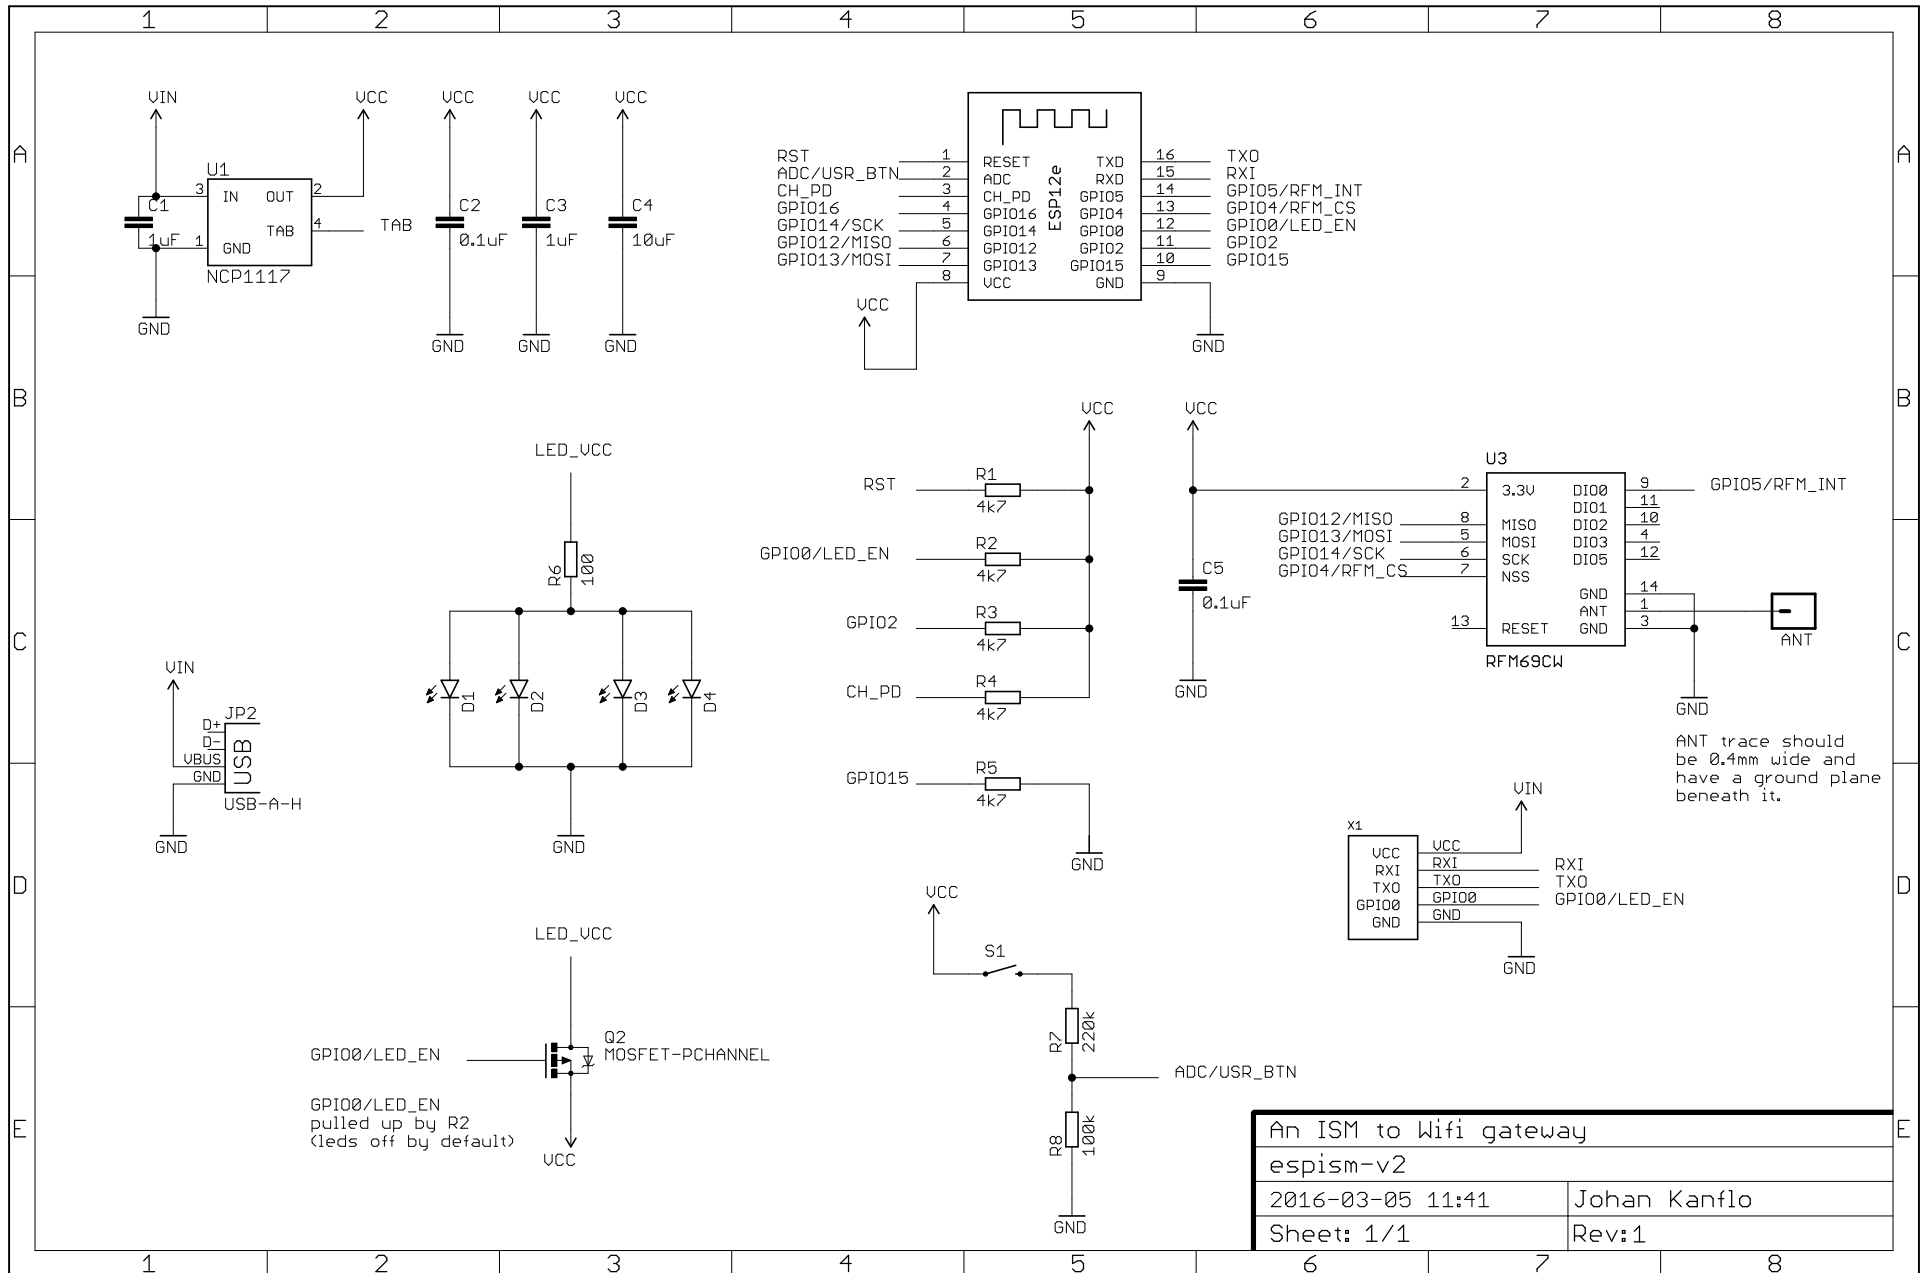 1 2 3 4 5 6 7 8
A
A
VIN
VCC
VCC
VCC
VCC
U1
3 IN OUT 2
TAB 4 TAB
1 GND
NCP1117
C1
1uF
GND
C2
0.1uF
GND
C3
1uF
GND
C4
10uF
GND
ESP12e
RST 1 RESET TXD 16 TXO
ADC/USR_BTN 2 ADC RXD 15 RXI
CH_PD 3 CH_PD GPIO5 14 GPIO5/RFM_INT
GPIO16 4 GPIO16 GPIO4 13 GPIO4/RFM_CS
GPIO14/SCK 5 GPIO14 GPIO0 12 GPIO0/LED_EN
GPIO12/MISO 6 GPIO12 GPIO2 11 GPIO2
GPIO13/MOSI 7 GPIO13 GPIO15 10 GPIO15
8 VCC GND 9
VCC
GND
B
B
LED_VCC
R6
100
D1
D2
D3
D4
GND
VCC
RST
R1
4k7
GPIO0/LED_EN
R2
4k7
GPIO2
R3
4k7
CH_PD
R4
4k7
GPIO15
R5
4k7
GND
VCC
C5
0.1uF
GND
U3
2 3.3V DIO0 9 GPIO5/RFM_INT
DIO1 11
GPIO12/MISO 8 MISO DIO2 10
GPIO13/MOSI 5 MOSI DIO3 4
GPIO14/SCK 6 SCK DIO5 12
GPIO4/RFM_CS 7 NSS
GND 14
ANT 1
13 RESET GND 3
RFM69CW
ANT
GND
ANT trace should
be 0.4mm wide and
have a ground plane
beneath it.
C
C
VIN
JP2
D+
D-
VBUS
GND
USB
USB-A-H
GND
D
D
VIN
X1
VCC VCC
RXI RXI RXI
TXO TXO TXO
GPIO0 GPIO0 GPIO0/LED_EN
GND GND
GND
LED_VCC
Q2
MOSFET-PCHANNEL
GPIO0/LED_EN
GPIO0/LED_EN
pulled up by R2
(leds off by default)
VCC
VCC
S1
R7
220k
ADC/USR_BTN
R8
100k
GND
E
E
An ISM to Wifi gateway
espism-v2
2016-03-05 11:41 Johan Kanflo
Sheet: 1/1 Rev:1
1 2 3 4 5 6 7 8